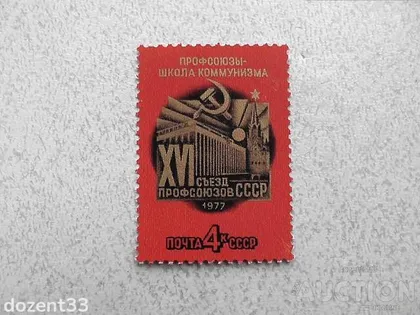 ПРОФСОЮЗЫ-
ШКОЛА КОММУНИЗМА
XVI
СЪЕЗД
ПРОФСОЮЗОВ СССР
1977
ПОЧТА 4К СССР
dozent33
AUCTION